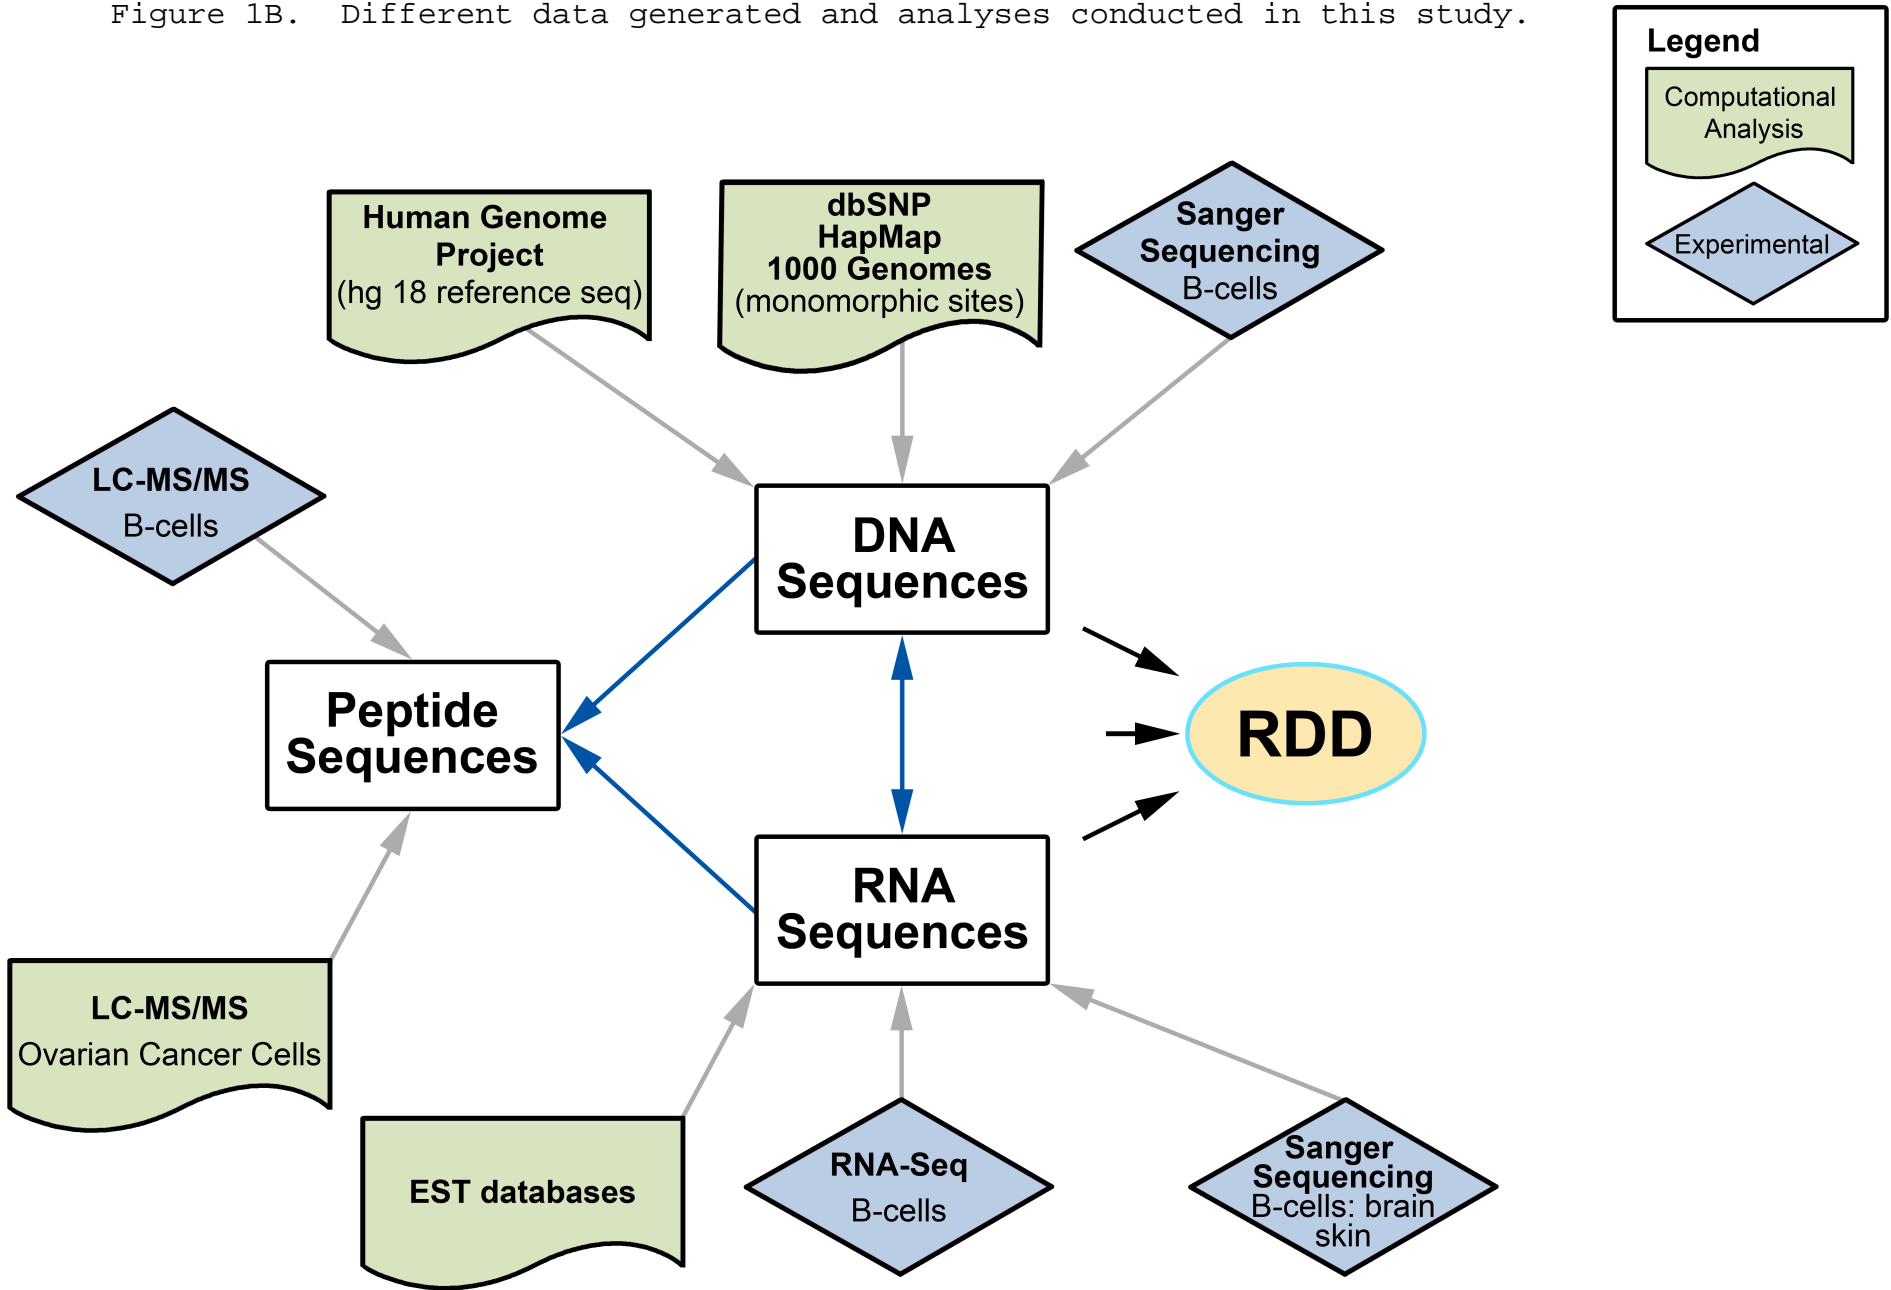 Figure 1B.  Different data generated and analyses conducted in this study.
Legend
Computational
Analysis
Experimental
Human Genome
Project
(hg 18 reference seq)
dbSNP
HapMap
1000 Genomes
(monomorphic sites)
Sanger
Sequencing
B-cells
LC-MS/MS
B-cells
DNA
Sequences
Peptide
Sequences
RDD
RNA
Sequences
LC-MS/MS
Ovarian Cancer Cells
EST databases
RNA-Seq
B-cells
Sanger
Sequencing
B-cells: brain
skin